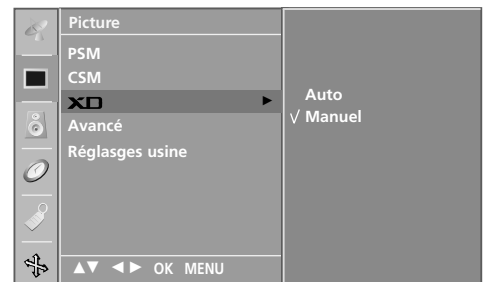 Picture
PSM
CSM
XD ►
Avancé
Réglasges usine
Auto
√ Manuel
▲▼ ◄► OK MENU